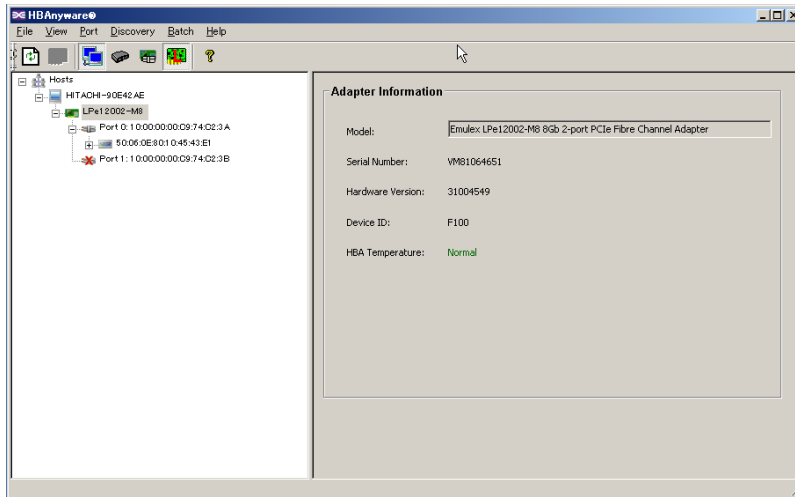 HBAnyware®
File View Port Discovery Batch Help
Hosts
HITACHI-90E42AE
LPe12002-M8
Port 0: 10:00:00:00:C9:74:C2:3A
50:06:0E:80:10:45:43:E1
Port 1: 10:00:00:00:C9:74:C2:3B
Adapter Information
Model: Emulex LPe12002-M8 8Gb 2-port PCIe Fibre Channel Adapter
Serial Number: VM81064651
Hardware Version: 31004549
Device ID: F100
HBA Temperature: Normal